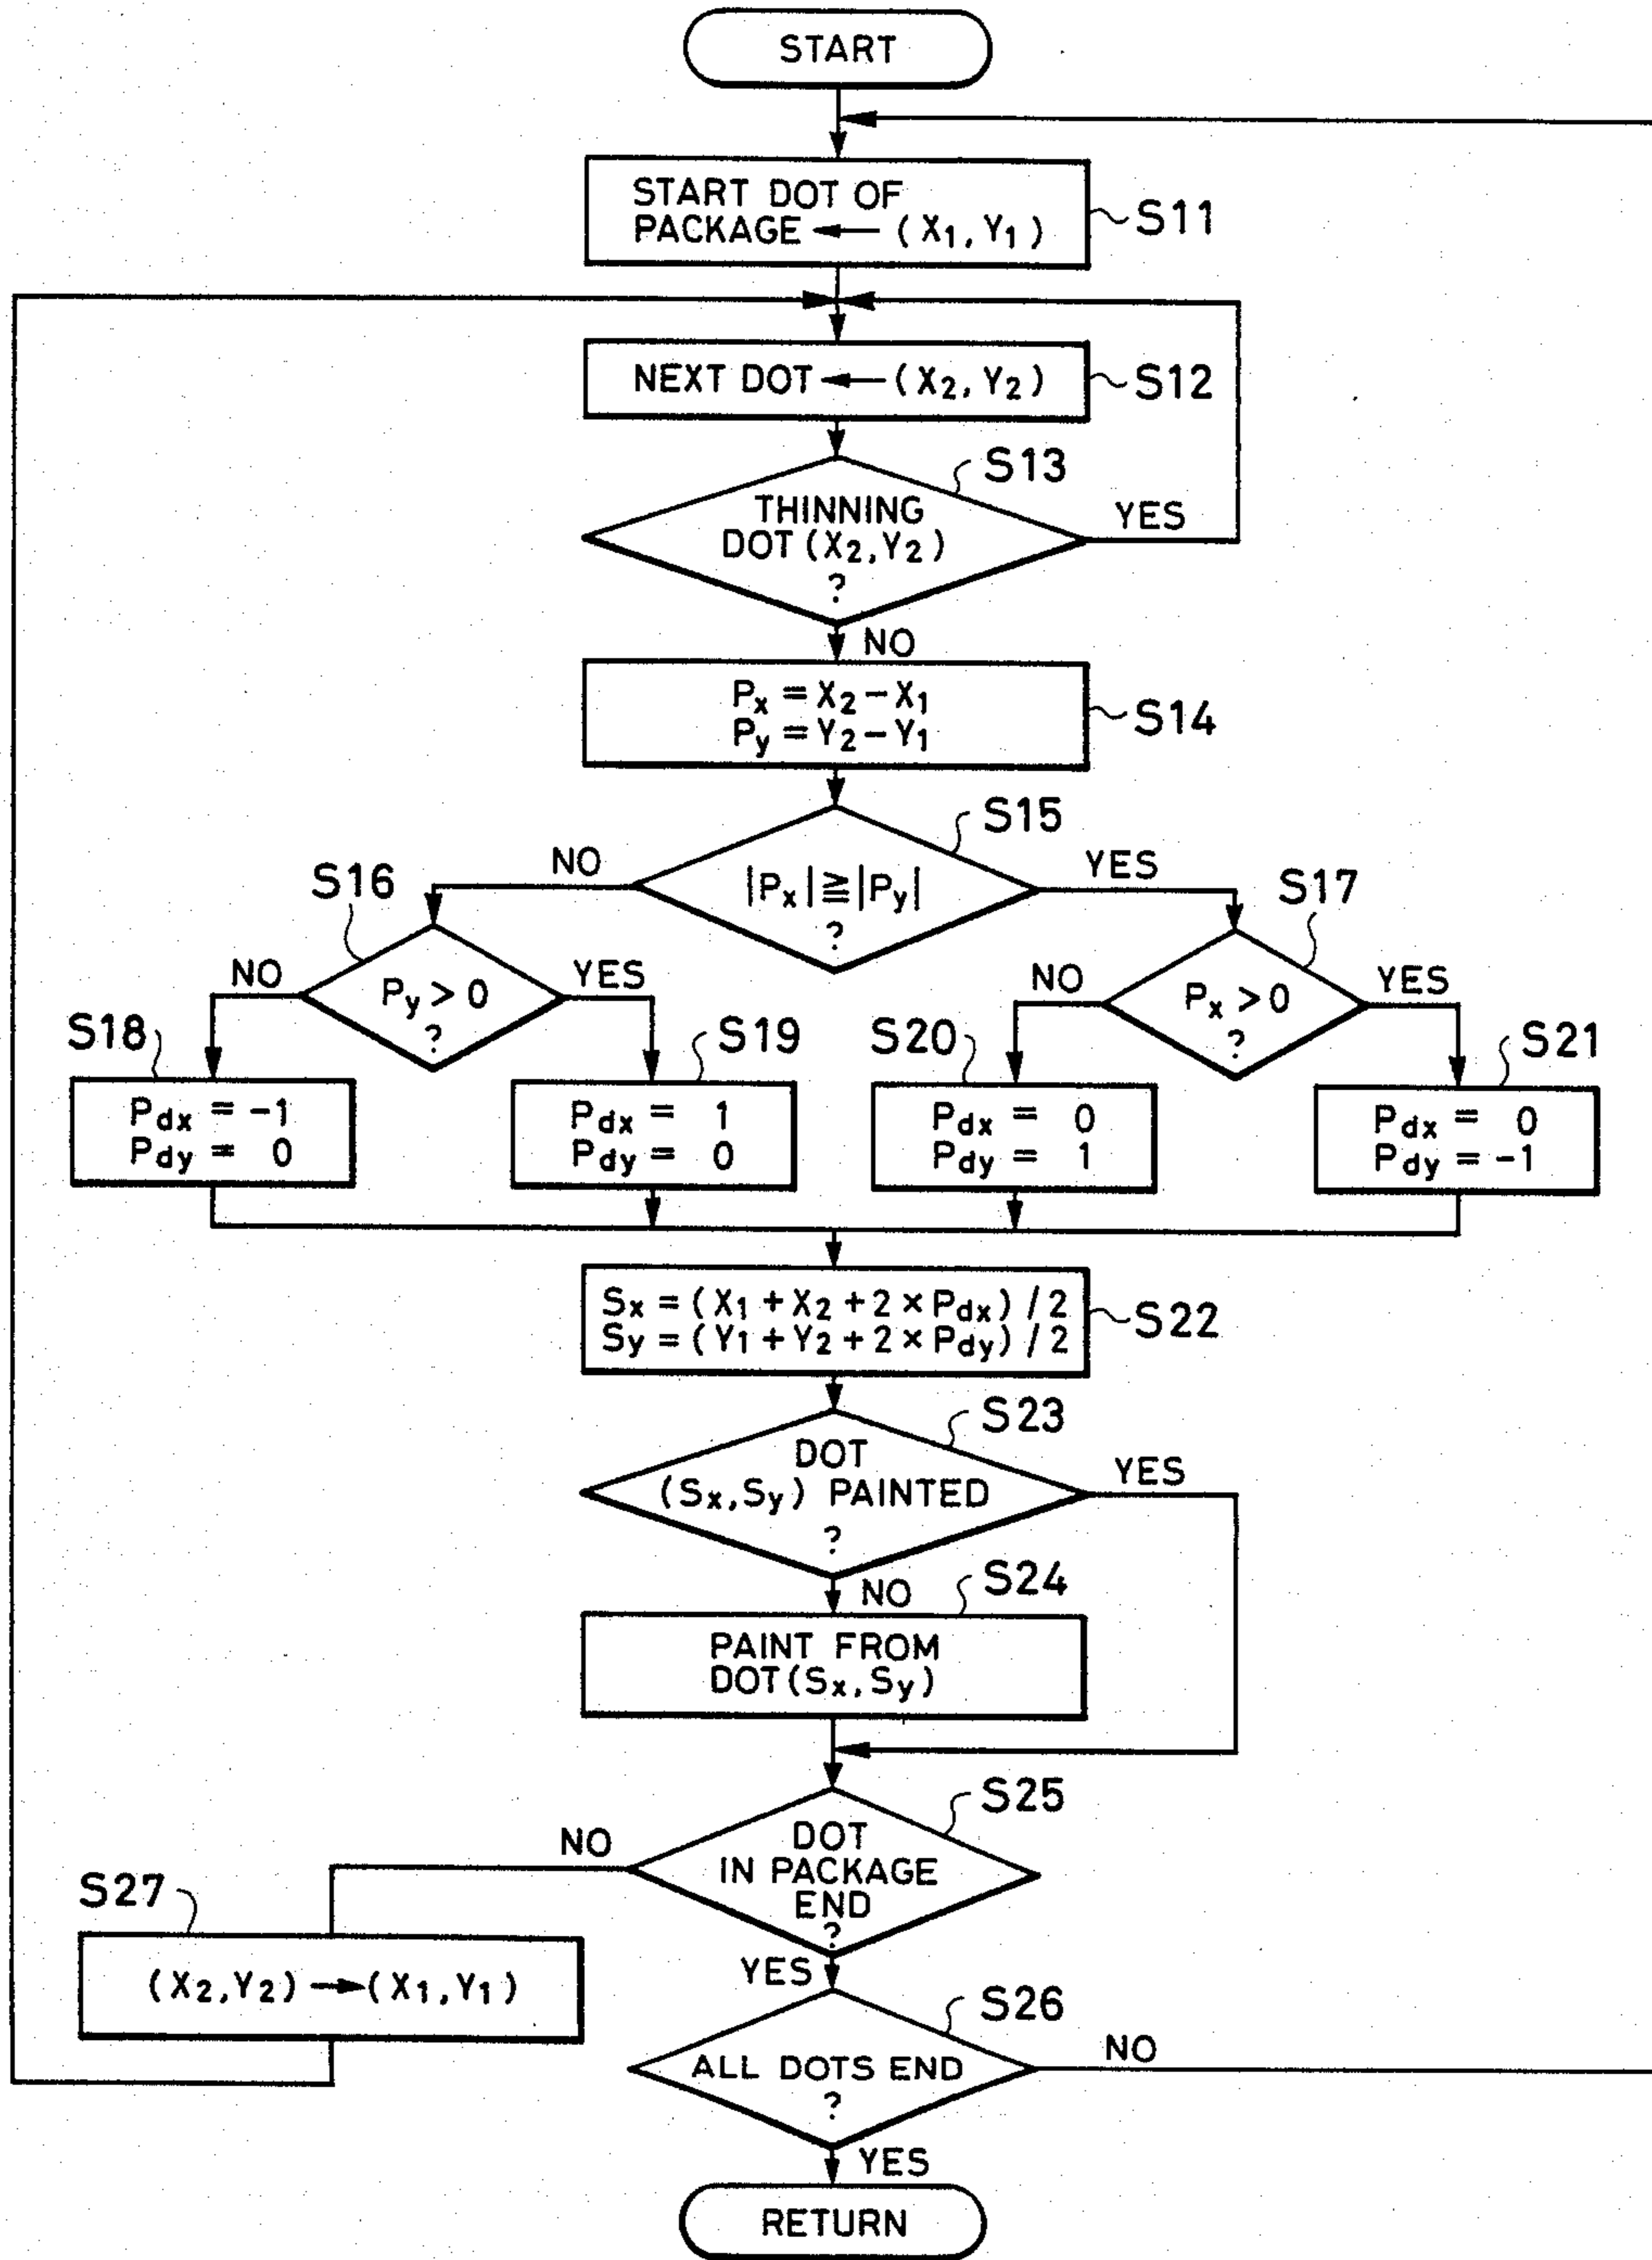 START
START DOT OF
PACKAGE ← (X₁, Y₁)
S11
NEXT DOT ← (X₂, Y₂)
S12
S13
THINNING
DOT (X₂, Y₂)
?
YES
NO
Pₓ = X₂ − X₁
Py = Y₂ − Y₁
S14
S15
|Pₓ| ≧ |Py|
?
NO
YES
S16
Py > 0
?
NO
YES
S17
Pₓ > 0
?
NO
YES
S18
Pdx = −1
Pdy = 0
S19
Pdx = 1
Pdy = 0
S20
Pdx = 0
Pdy = 1
S21
Pdx = 0
Pdy = −1
Sx = (X₁ + X₂ + 2 × Pdx) / 2
Sy = (Y₁ + Y₂ + 2 × Pdy) / 2
S22
S23
DOT
(Sx, Sy) PAINTED
?
YES
NO
S24
PAINT FROM
DOT (Sx, Sy)
S25
DOT
IN PACKAGE
END
?
NO
YES
S27
(X₂, Y₂) → (X₁, Y₁)
S26
ALL DOTS END
?
NO
YES
RETURN